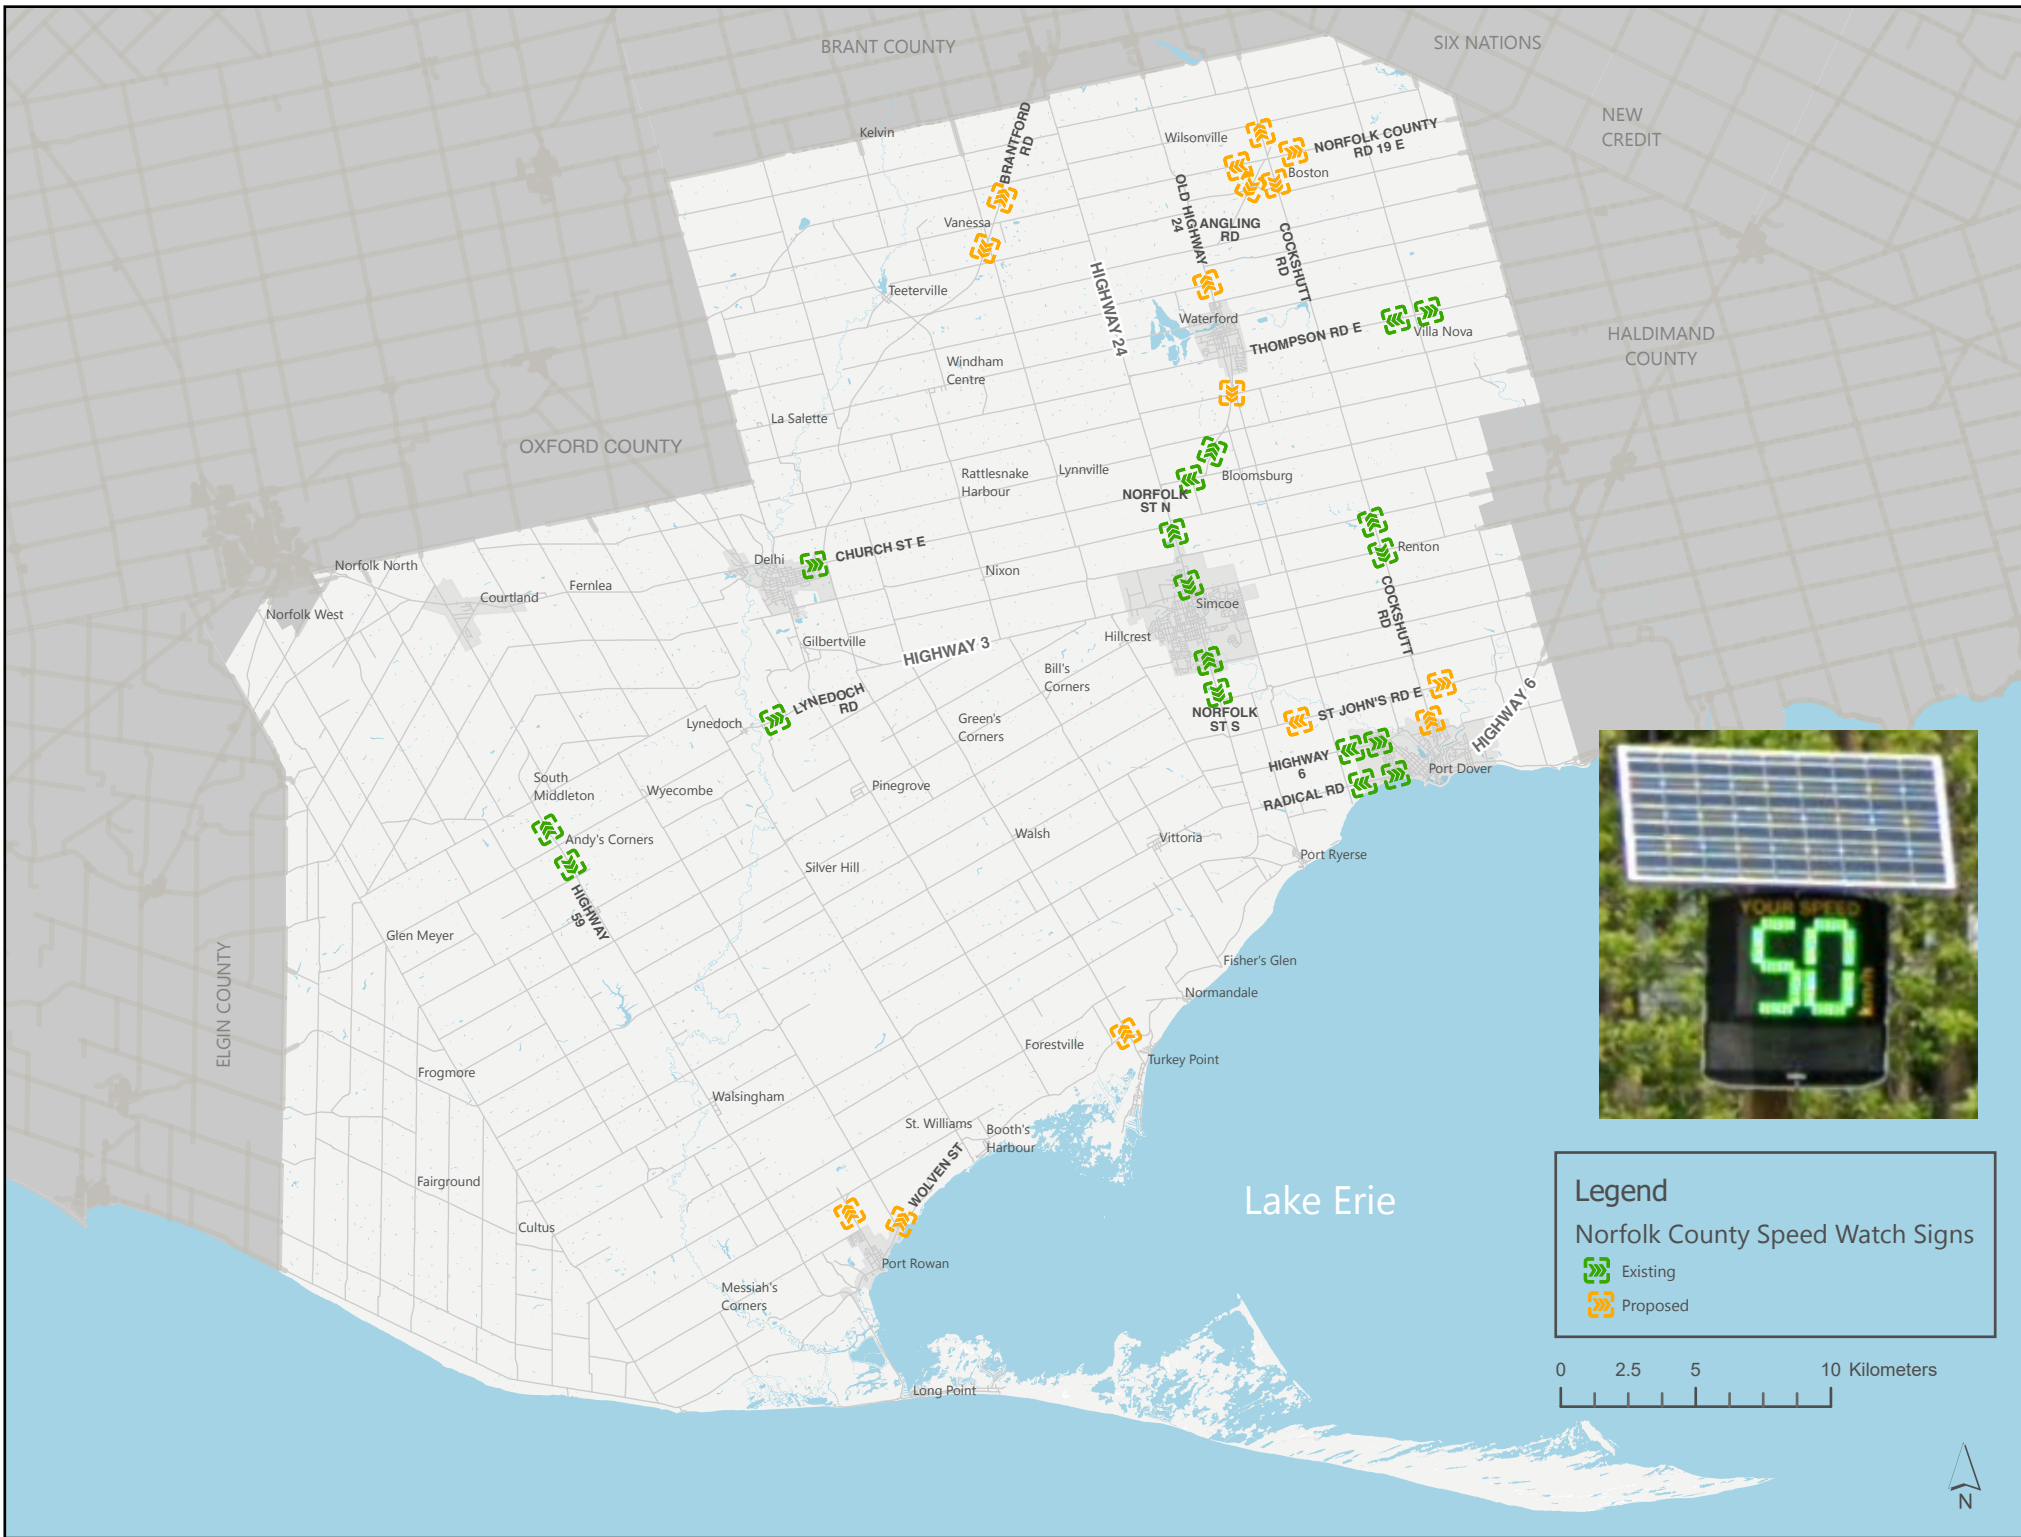 BRANT COUNTY
SIX NATIONS
NEW
CREDIT
Kelvin
BRANTFORD
RD
Wilsonville
NORFOLK COUNTY
RD 19 E
Boston
Vanessa
OLD HIGHWAY
24
ANGLING
RD
COCKSHUTT
RD
Teeterville
HIGHWAY 24
Waterford
THOMPSON RD E
Villa Nova
HALDIMAND
COUNTY
Windham
Centre
La Salette
OXFORD COUNTY
Rattlesnake
Harbour
Lynnville
Bloomsburg
NORFOLK
ST N
Norfolk North
Delhi
CHURCH ST E
Nixon
Renton
Fernlea
Courtland
Norfolk West
Simcoe
COCKSHUTT
RD
Gilbertville
HIGHWAY 3
Hillcrest
Bill's
Corners
LYNEDOCH
RD
Lynedoch
Green's
Corners
NORFOLK
ST S
ST JOHN'S RD E
HIGHWAY 6
HIGHWAY
6
Port Dover
RADICAL RD
South
Middleton
Wyecombe
Pinegrove
Andy's Corners
Walsh
Vittoria
Silver Hill
Port Ryerse
HIGHWAY
59
Glen Meyer
ELGIN COUNTY
Fisher's Glen
Normandale
Forestville
Turkey Point
Frogmore
Walsingham
St. Williams
Booth's
Harbour
WOLVEN ST
Fairground
Cultus
Port Rowan
Messiah's
Corners
Long Point
Lake Erie
YOUR SPEED
50
km/h
Legend
Norfolk County Speed Watch Signs
Existing
Proposed
0 2.5 5 10 Kilometers
N